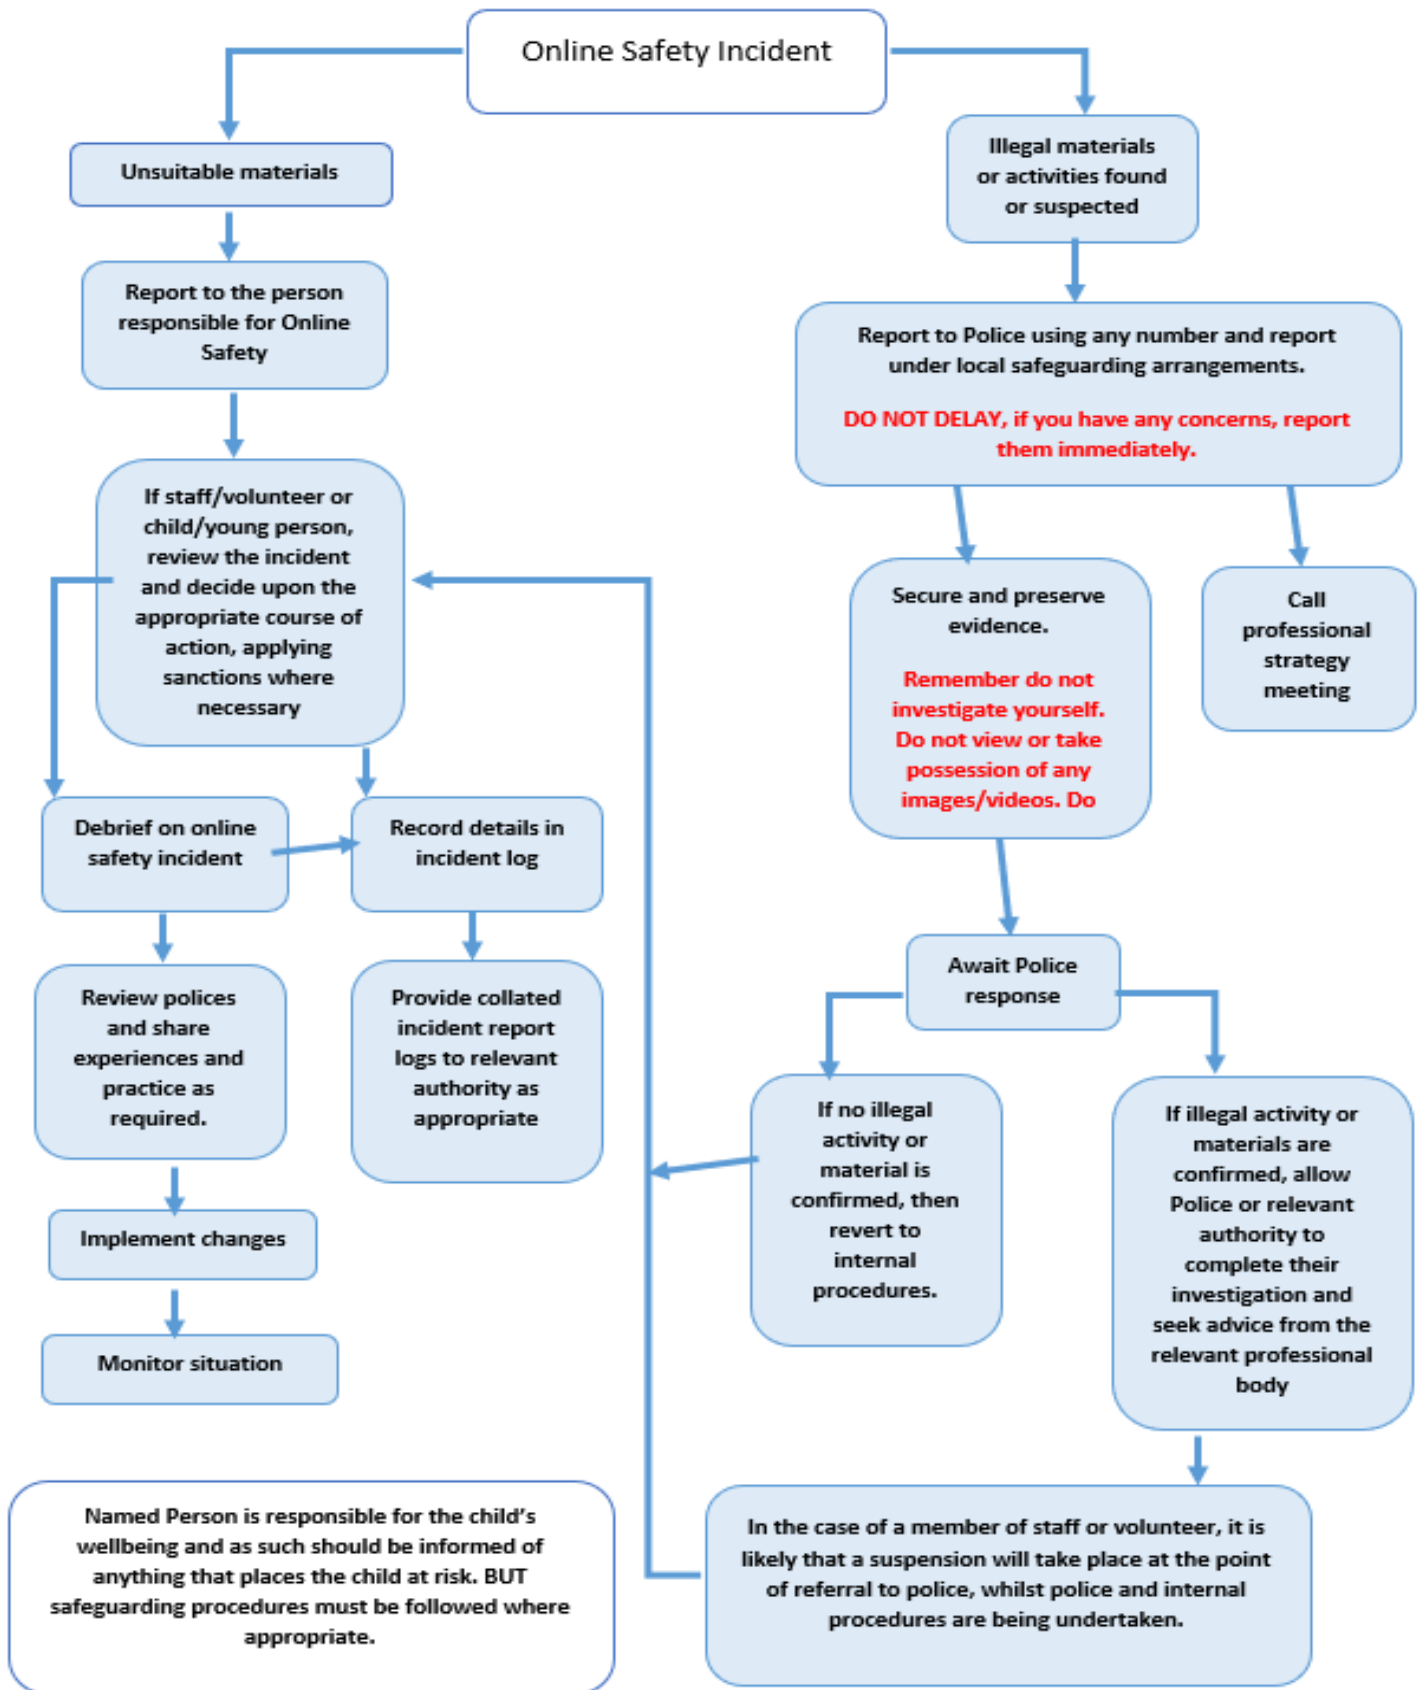 Online Safety Incident
Unsuitable materials
Report to the person
responsible for Online
Safety
If staff/volunteer or
child/young person,
review the incident
and decide upon the
appropriate course of
action, applying
sanctions where
necessary
Debrief on online
safety incident
Record details in
incident log
Review polices
and share
experiences and
practice as
required.
Provide collated
incident report
logs to relevant
authority as
appropriate
Implement changes
Monitor situation
Illegal materials
or activities found
or suspected
Report to Police using any number and report
under local safeguarding arrangements.
DO NOT DELAY, if you have any concerns, report
them immediately.
Secure and preserve
evidence.
Remember do not
investigate yourself.
Do not view or take
possession of any
images/videos. Do
Call
professional
strategy
meeting
Await Police
response
If no illegal
activity or
material is
confirmed, then
revert to
internal
procedures.
If illegal activity or
materials are
confirmed, allow
Police or relevant
authority to
complete their
investigation and
seek advice from the
relevant professional
body
In the case of a member of staff or volunteer, it is
likely that a suspension will take place at the point
of referral to police, whilst police and internal
procedures are being undertaken.
Named Person is responsible for the child’s
wellbeing and as such should be informed of
anything that places the child at risk. BUT
safeguarding procedures must be followed where
appropriate.